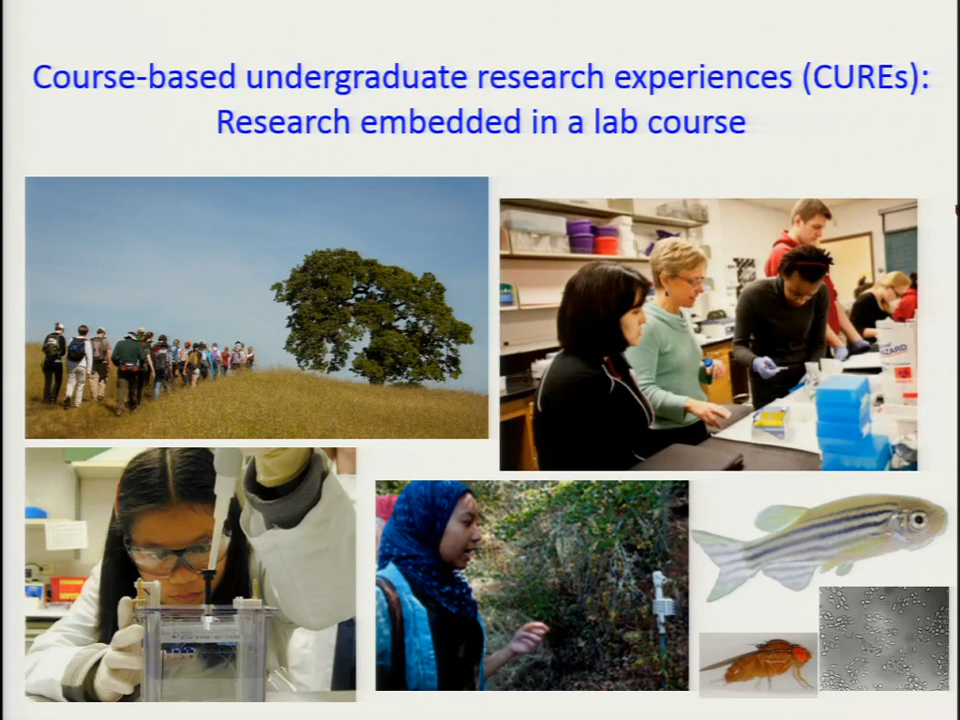 Course-based undergraduate research experiences (CUREs):
Research embedded in a lab course